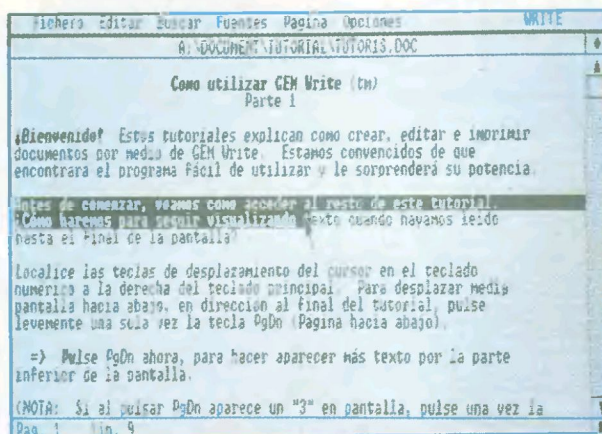 Fichero Editar Buscar Fuentes Pagina Opciones WRITE
A:\DOCUMENT\TUTORIAL\TUTOR1S.DOC
Como utilizar GEM Write (tm)
Parte 1
¡Bienvenido! Estos tutoriales explican como crear, editar e imprimir
documentos por medio de GEM Write. Estamos convencidos de que
encontrara el programa fácil de utilizar y le sorprenderá su potencia.
Antes de comenzar, veamos como acceder al resto de este tutorial.
¿Cómo haremos para seguir visualizando texto cuando hayamos leido
hasta el final de la pantalla?
Localice las teclas de desplazamiento del cursor en el teclado
numerico a la derecha del teclado principal. Para desplazar media
pantalla hacia abajo, en dirección al final del tutorial, pulse
levemente una sola vez la tecla PgDn (Pagina hacia abajo).
=> Pulse PgDn ahora, para hacer aparecer más texto por la parte
inferior de la pantalla.
(NOTA: Si al pulsar PgDn aparece un "3" en pantalla, pulse una vez la
Pag. 1 Lin. 9